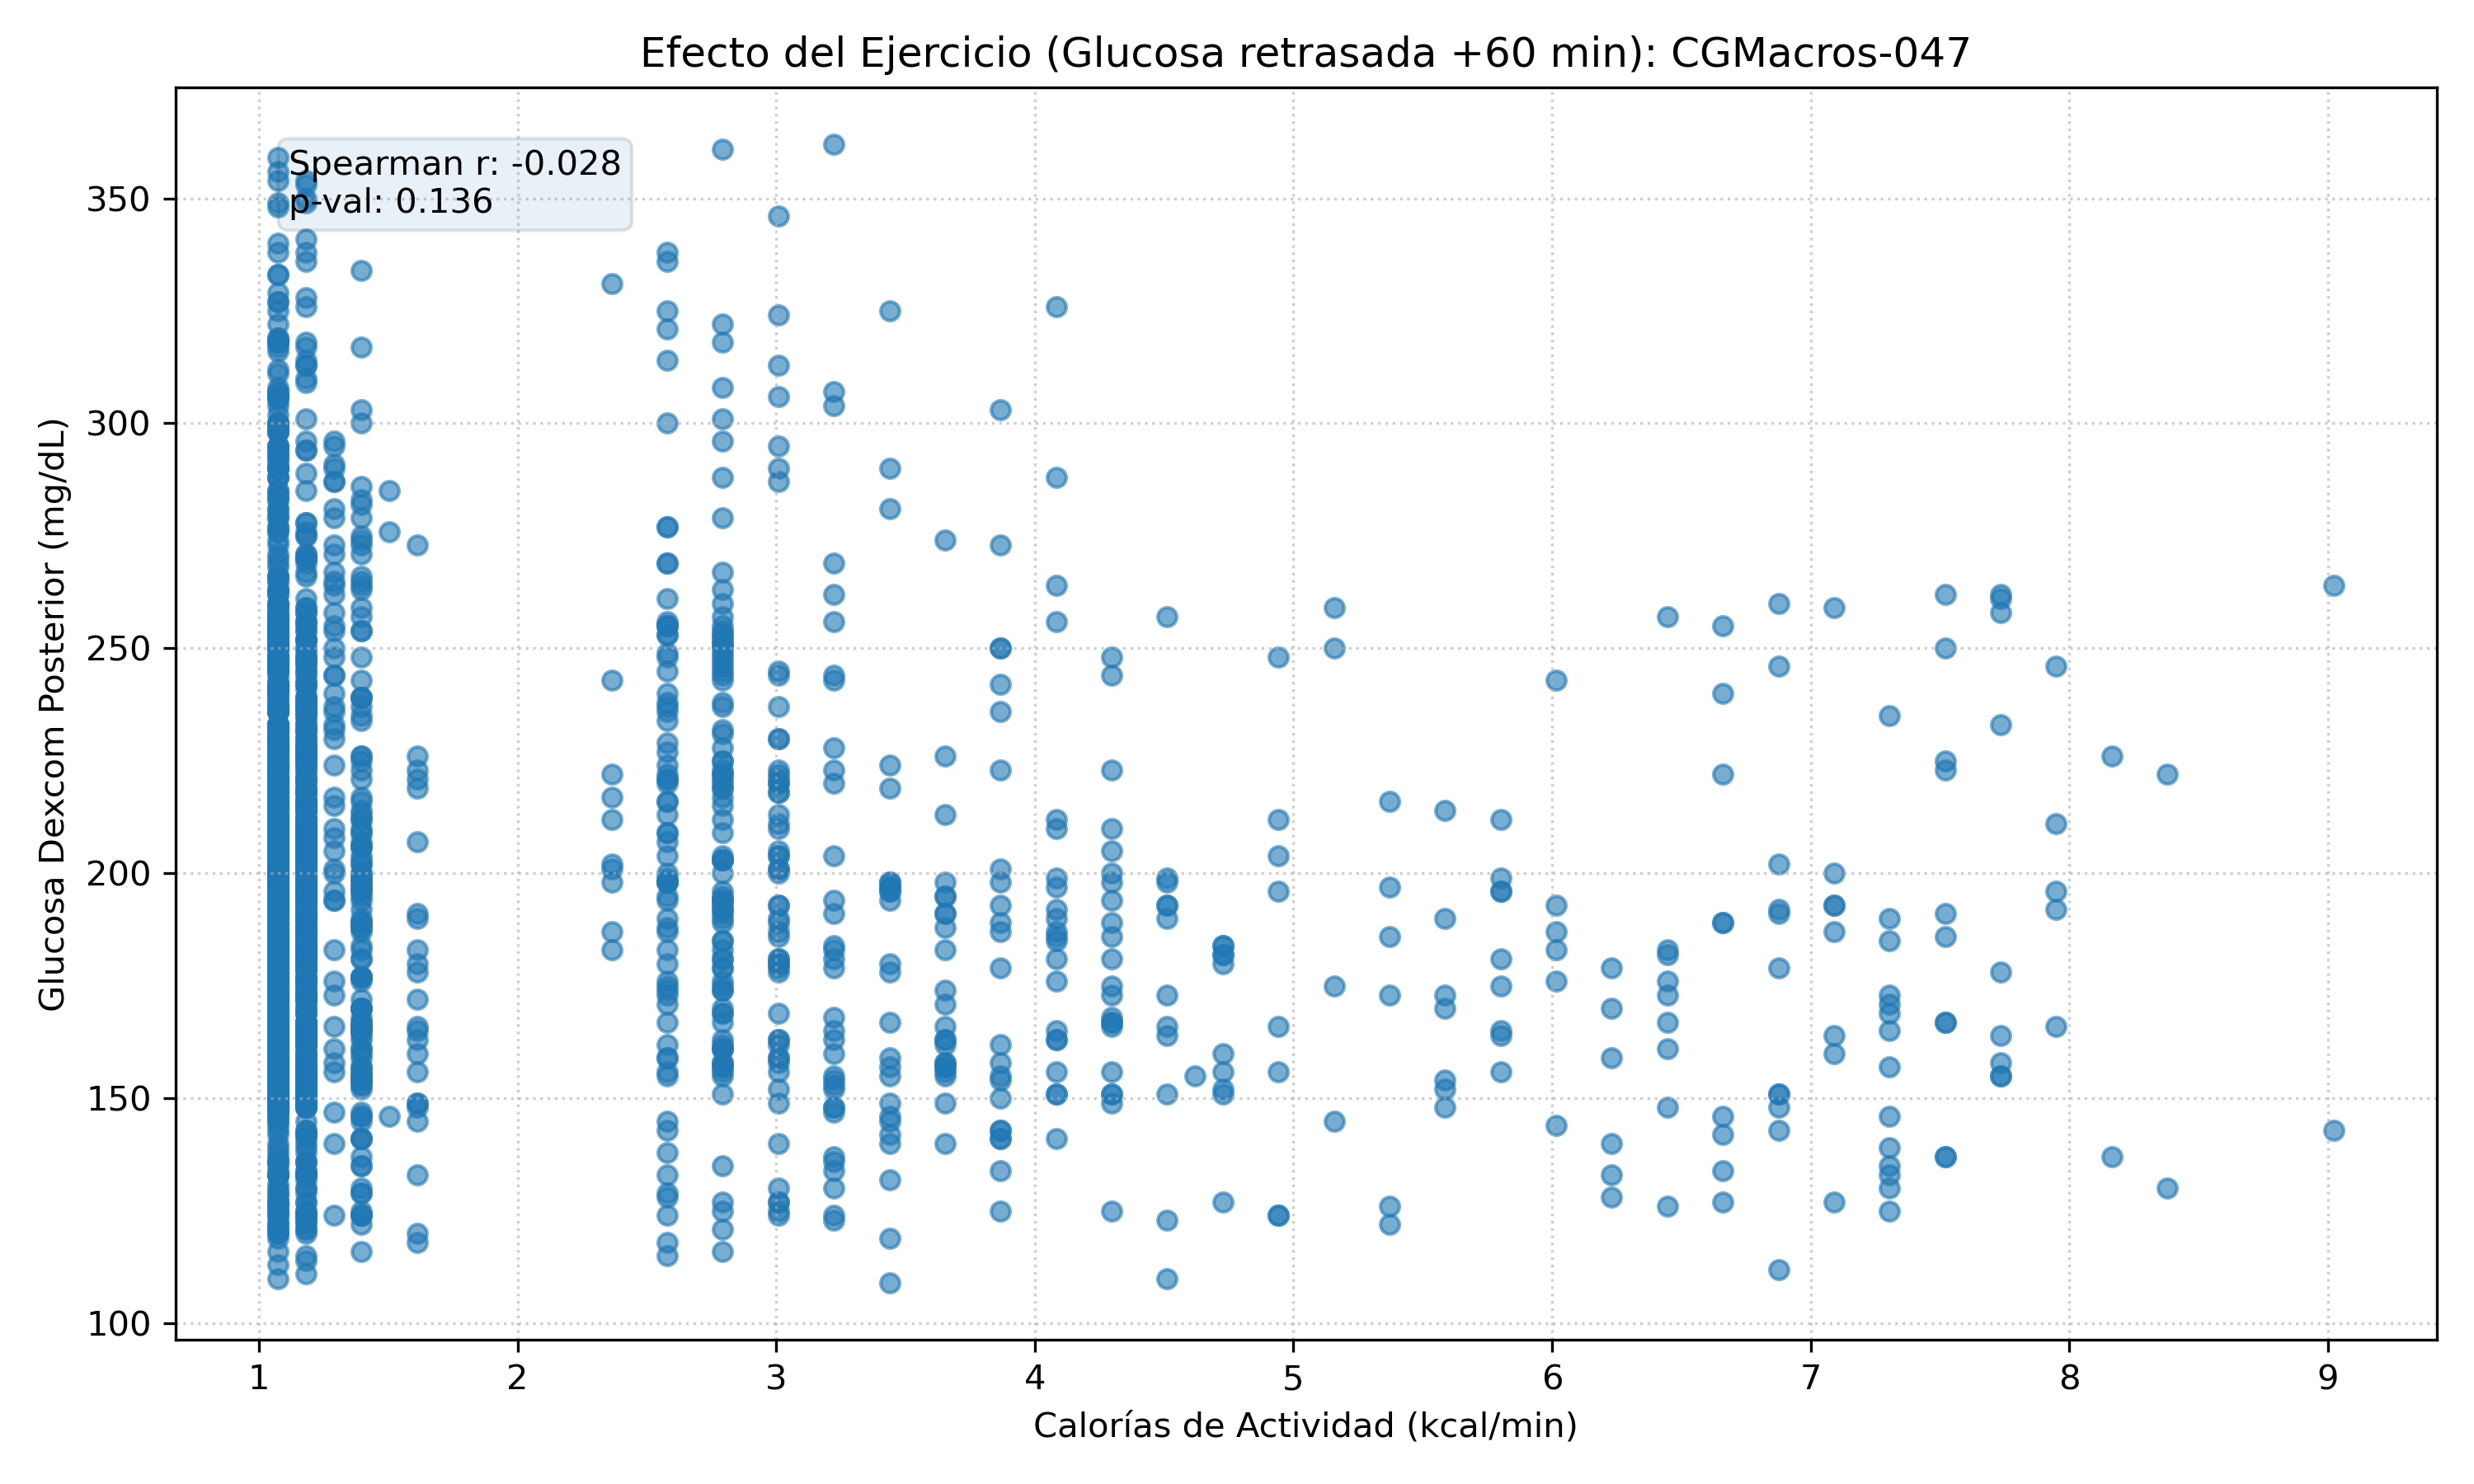 Efecto del Ejercicio (Glucosa retrasada +60 min): CGMacros-047
Spearman r: -0.028
p-val: 0.136
Glucosa Dexcom Posterior (mg/dL)
350
300
250
200
150
100
1 2 3 4 5 6 7 8 9
Calorías de Actividad (kcal/min)